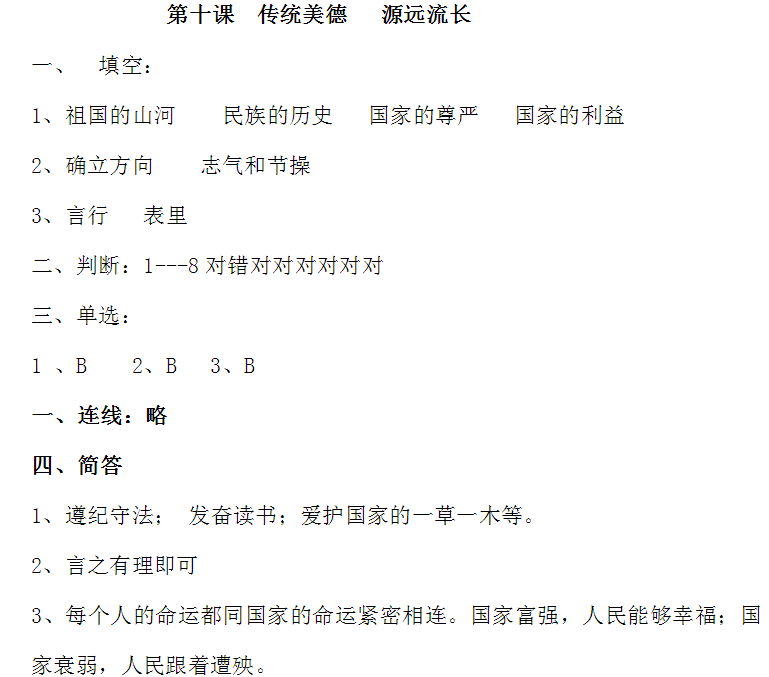 第十课 传统美德 源远流长
一、 填空：
1、祖国的山河 民族的历史 国家的尊严 国家的利益
2、确立方向 志气和节操
3、言行 表里
二、判断：1---8 对错对对对对对对
三、单选：
1 、B 2、B 3、B
一、连线：略
四、简答
1、遵纪守法； 发奋读书；爱护国家的一草一木等。
2、言之有理即可
3、每个人的命运都同国家的命运紧密相连。国家富强，人民能够幸福；国
家衰弱，人民跟着遭殃。